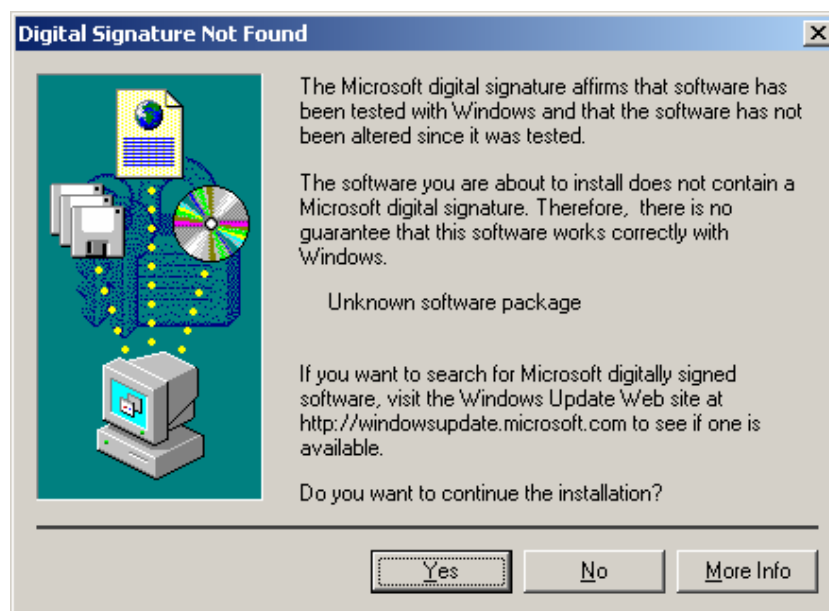 Digital Signature Not Found
The Microsoft digital signature affirms that software has
been tested with Windows and that the software has not
been altered since it was tested.
The software you are about to install does not contain a
Microsoft digital signature. Therefore,  there is no
guarantee that this software works correctly with
Windows.
Unknown software package
If you want to search for Microsoft digitally signed
software, visit the Windows Update Web site at
http://windowsupdate.microsoft.com to see if one is
available.
Do you want to continue the installation?
Yes No More Info